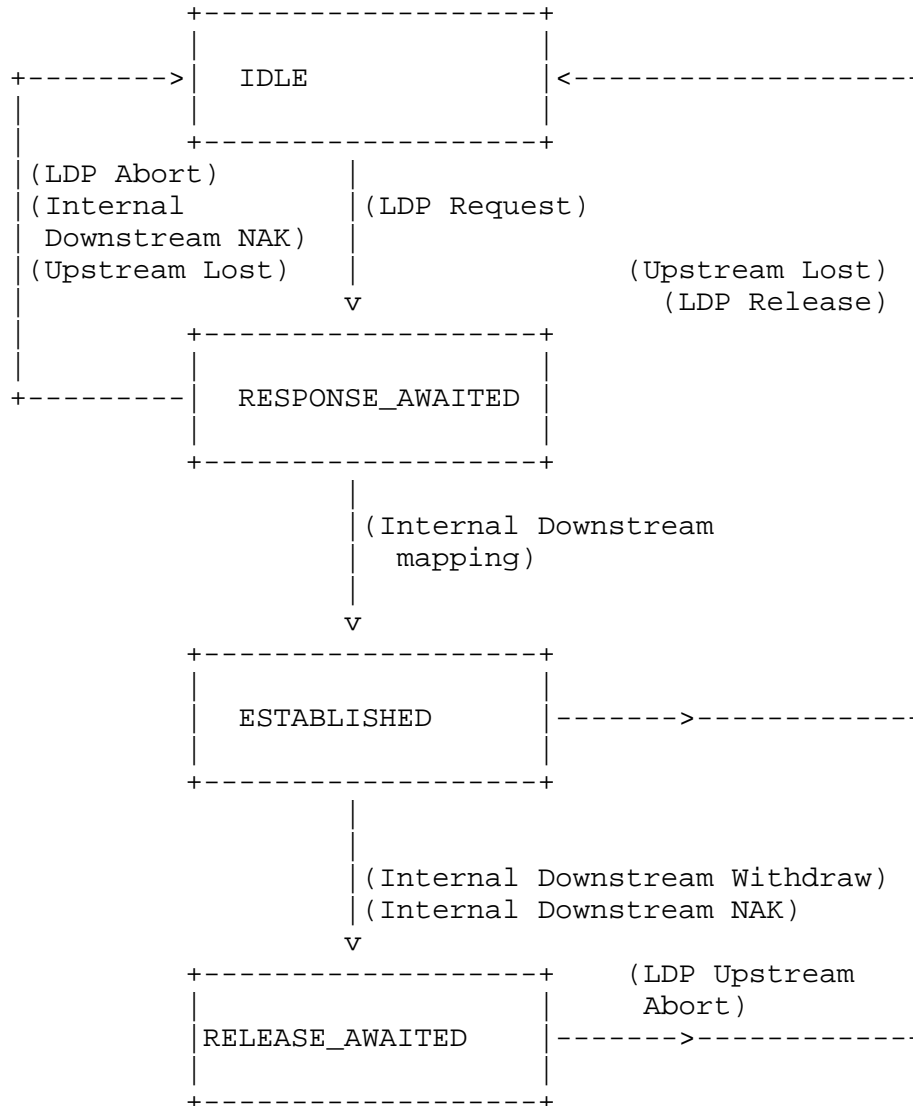 IDLE
(LDP Abort)
(Internal (LDP Request)
Downstream NAK)
(Upstream Lost) (Upstream Lost)
(LDP Release)
RESPONSE_AWAITED
(Internal Downstream
mapping)
ESTABLISHED
(Internal Downstream Withdraw)
(Internal Downstream NAK)
(LDP Upstream
Abort)
RELEASE_AWAITED